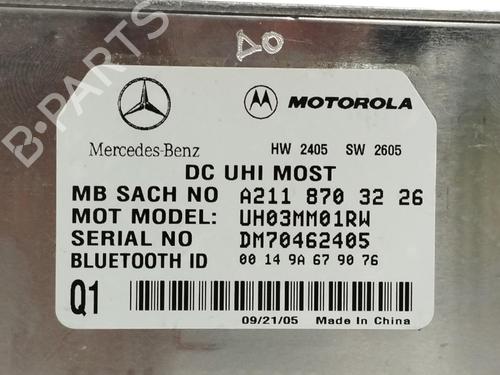 DO
B-PARTS
Mercedes-Benz
MOTOROLA
HW 2405 SW 2605
DC UHI MOST
MB SACH NO A211 870 32 26
MOT MODEL: UH03MM01RW
SERIAL NO DM70462405
BLUETOOTH ID 00 14 9A 67 90 76
Q1
09/21/05 Made In China